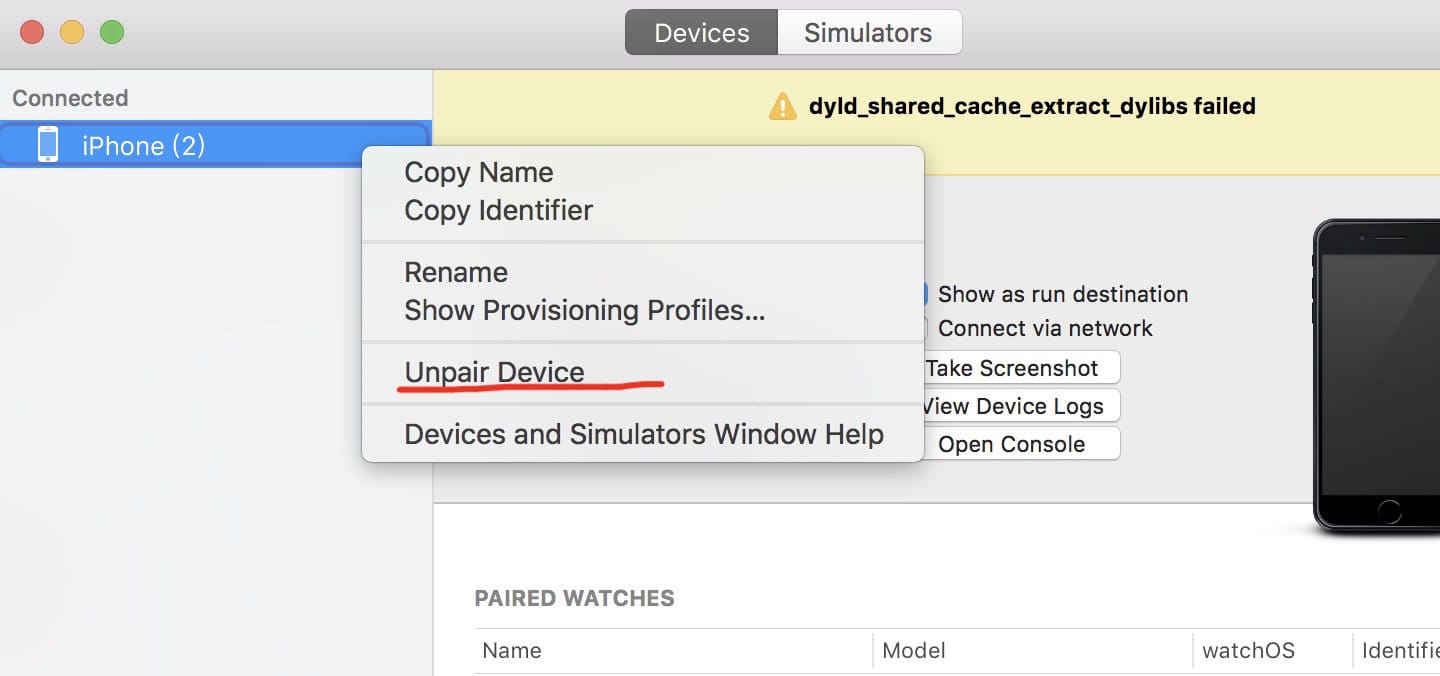 Devices
Simulators
Connected
iPhone (2)
dyld_shared_cache_extract_dylibs failed
Copy Name
Copy Identifier
Rename
Show Provisioning Profiles...
Unpair Device
Devices and Simulators Window Help
Show as run destination
Connect via network
Take Screenshot
View Device Logs
Open Console
PAIRED WATCHES
Name
Model
watchOS
Identifie